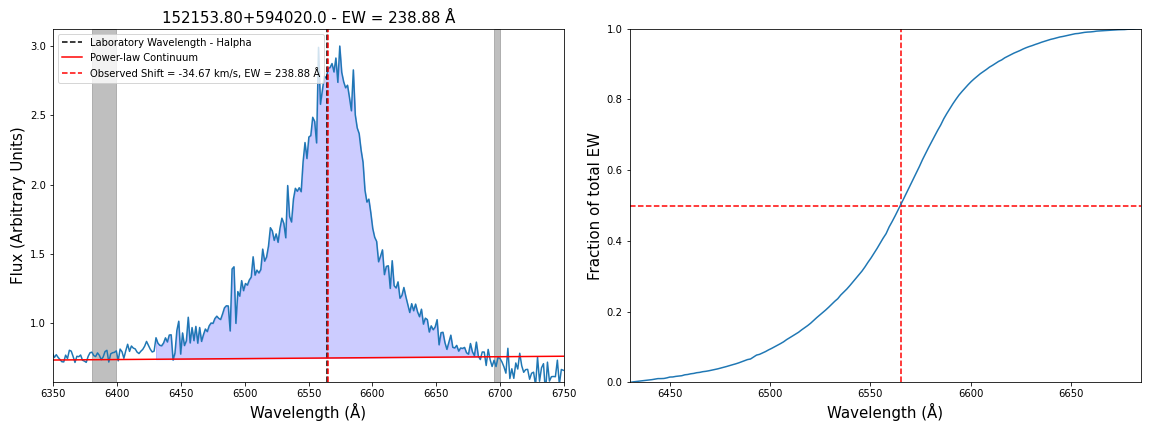 152153.80+594020.0 - EW = 238.88 Å
Laboratory Wavelength - Halpha
Power-law Continuum
Observed Shift = -34.67 km/s, EW = 238.88 Å
Flux (Arbitrary Units)
3.0
2.5
2.0
1.5
1.0
6350 6400 6450 6500 6550 6600 6650 6700 6750
Wavelength (Å)
Fraction of total EW
1.0
0.8
0.6
0.4
0.2
0.0
6450 6500 6550 6600 6650
Wavelength (Å)